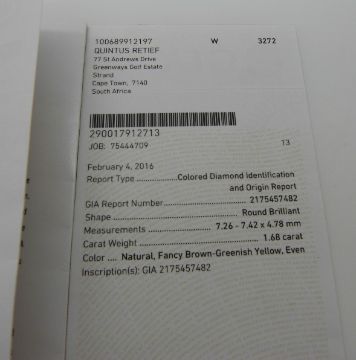 100689912197 W 3272
QUINTUS RETIEF
77 St Andrews Drive
Greenways Golf Estate
Strand
Cape Town, 7140
South Africa
290017912713
JOB: 75444709 13
February 4, 2016
Report Type ................Colored Diamond Identification
and Origin Report
GIA Report Number................ 2175457482
Shape ................ Round Brilliant
Measurements ................ 7.26 - 7.42 x 4.78 mm
Carat Weight ................ 1.68 carat
Color .... Natural, Fancy Brown-Greenish Yellow, Even
Inscription(s): GIA 2175457482